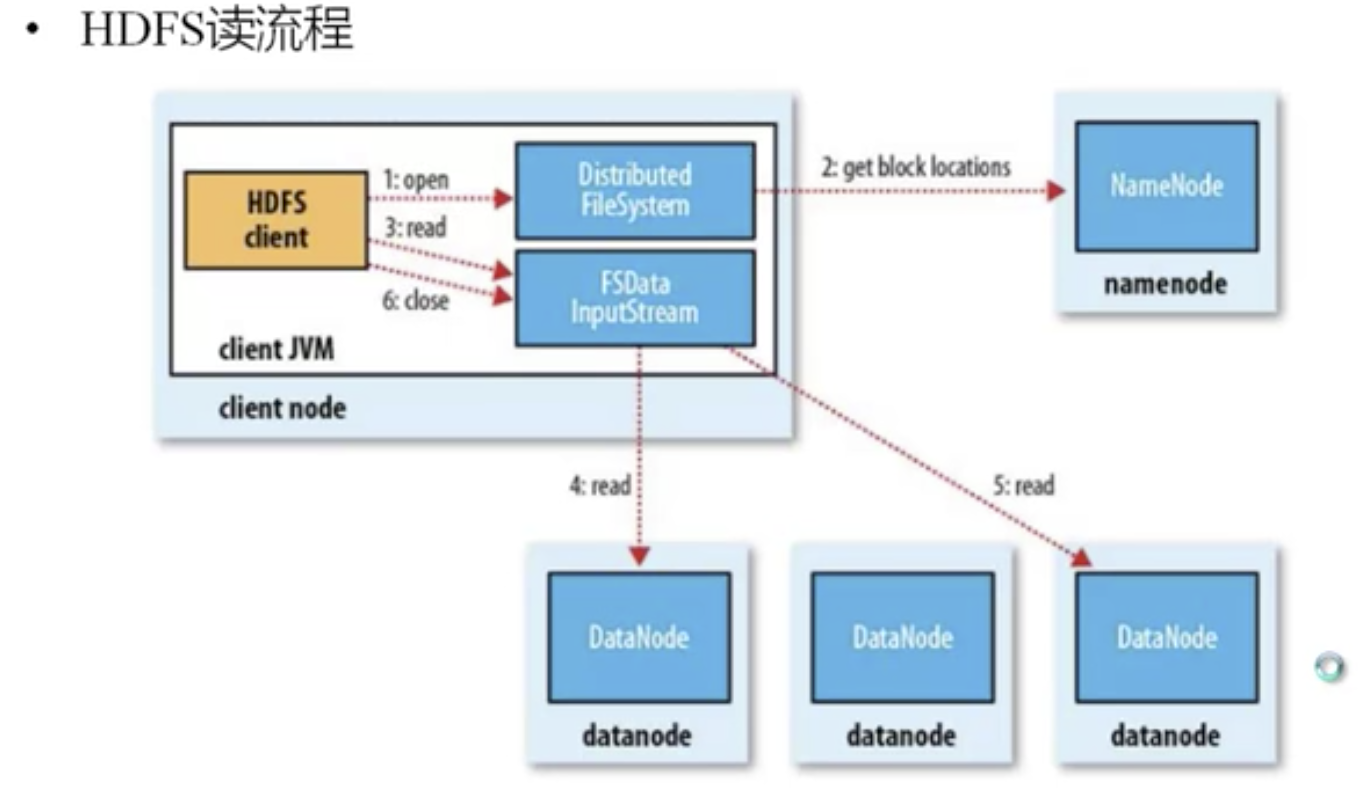 • HDFS读流程
HDFS
client
1: open
3: read
6: close
Distributed
FileSystem
FSData
InputStream
client JVM
client node
2: get block locations
NameNode
namenode
4: read
5: read
DataNode
datanode
DataNode
datanode
DataNode
datanode